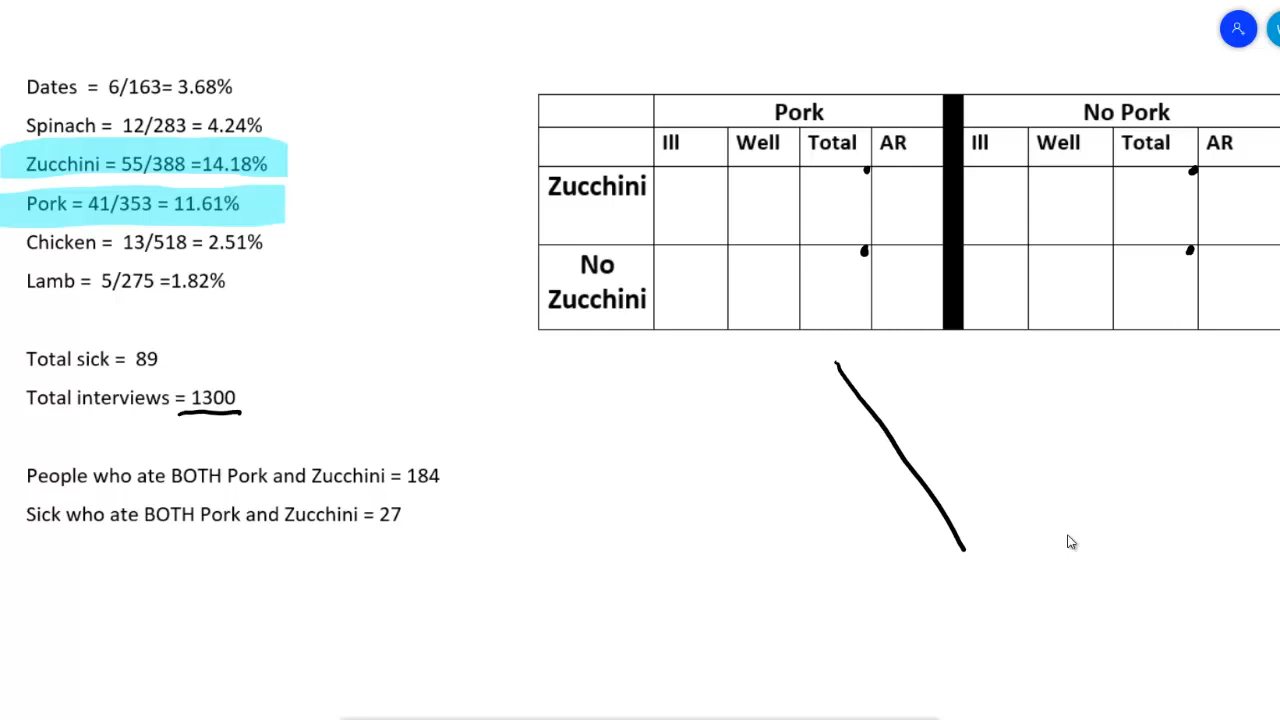 Dates = 6/163= 3.68%
Spinach = 12/283 = 4.24%
Zucchini = 55/388 =14.18%
Pork = 41/353 = 11.61%
Chicken = 13/518 = 2.51%
Lamb = 5/275 =1.82%
Total sick = 89
Total interviews = 1300
People who ate BOTH Pork and Zucchini = 184
Sick who ate BOTH Pork and Zucchini = 27
Pork No Pork
Ill Well Total AR Ill Well Total AR
Zucchini
No
Zucchini